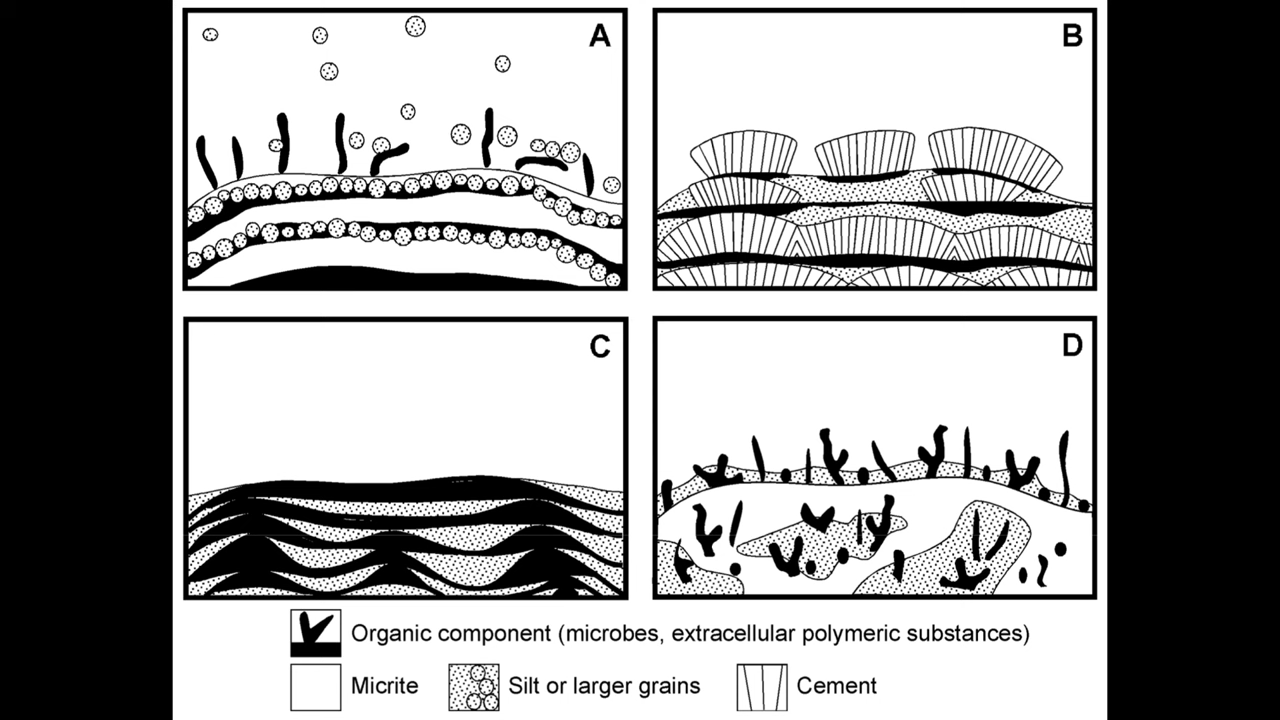 A
B
C
D
Organic component (microbes, extracellular polymeric substances)
Micrite
Silt or larger grains
Cement